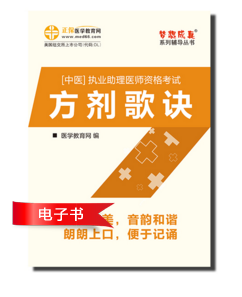 正保医学教育网
www.med66.com
梦想成真®
系列辅导丛书
[中医] 执业助理医师资格考试
方剂歌诀
■ 医学教育网 编
电子书
美，音韵和谐
朗朗上口，便于记诵